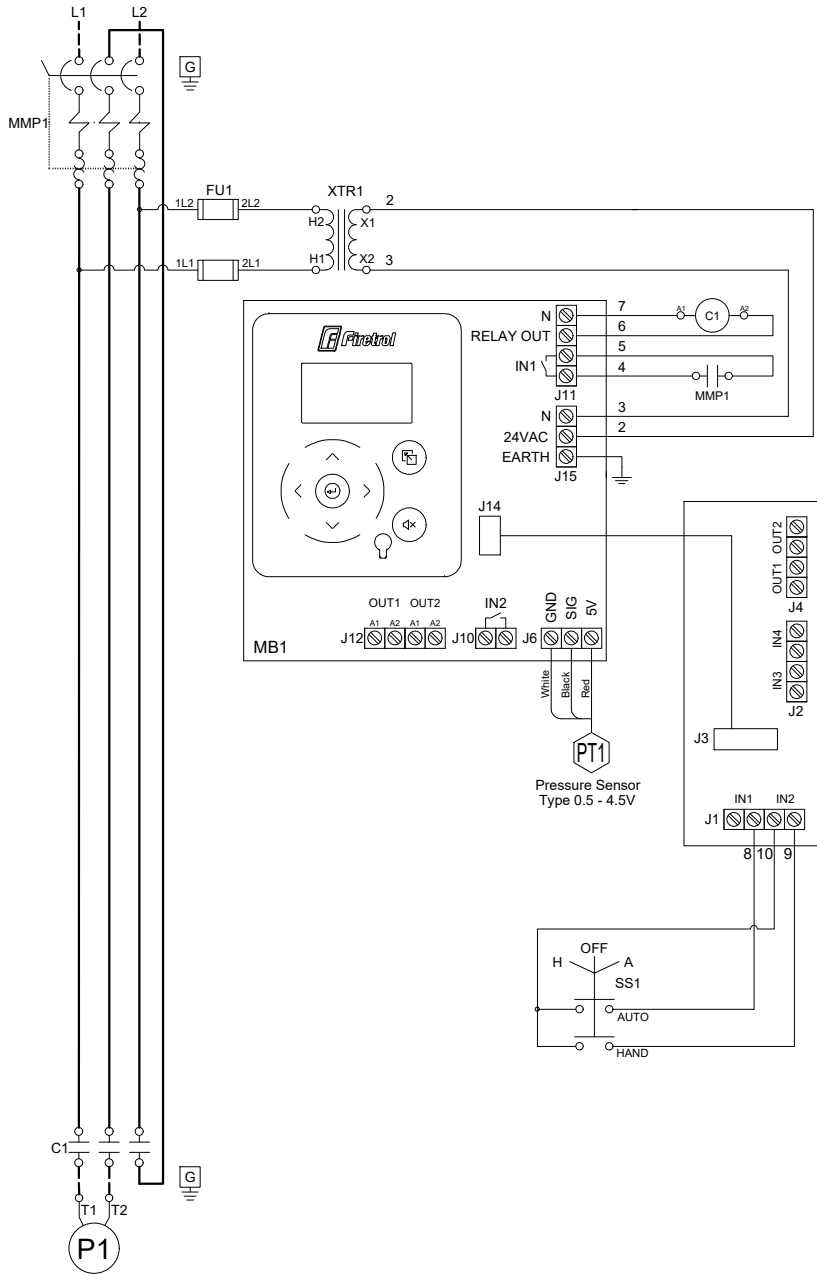 L1 L2
G
MMP1
FU1 XTR1
1L2 2L2 H2 X1 2
1L1 2L1 H1 X2 3
Firetrol
N 7 A1 C1 A2
RELAY OUT 6
5
IN1 4
J11 MMP1
N 3
24VAC 2
EARTH
J15
J14
OUT2
OUT1
J4
OUT1 OUT2 IN2 GND SIG 5V
A1 A2 A1 A2
J12 J10 J6
MB1
IN4
IN3
J2
White Black Red
J3
PT1
Pressure Sensor
Type 0.5 - 4.5V
IN1 IN2
J1
8 10 9
OFF
H A
SS1
AUTO
HAND
C1
G
T1 T2
P1